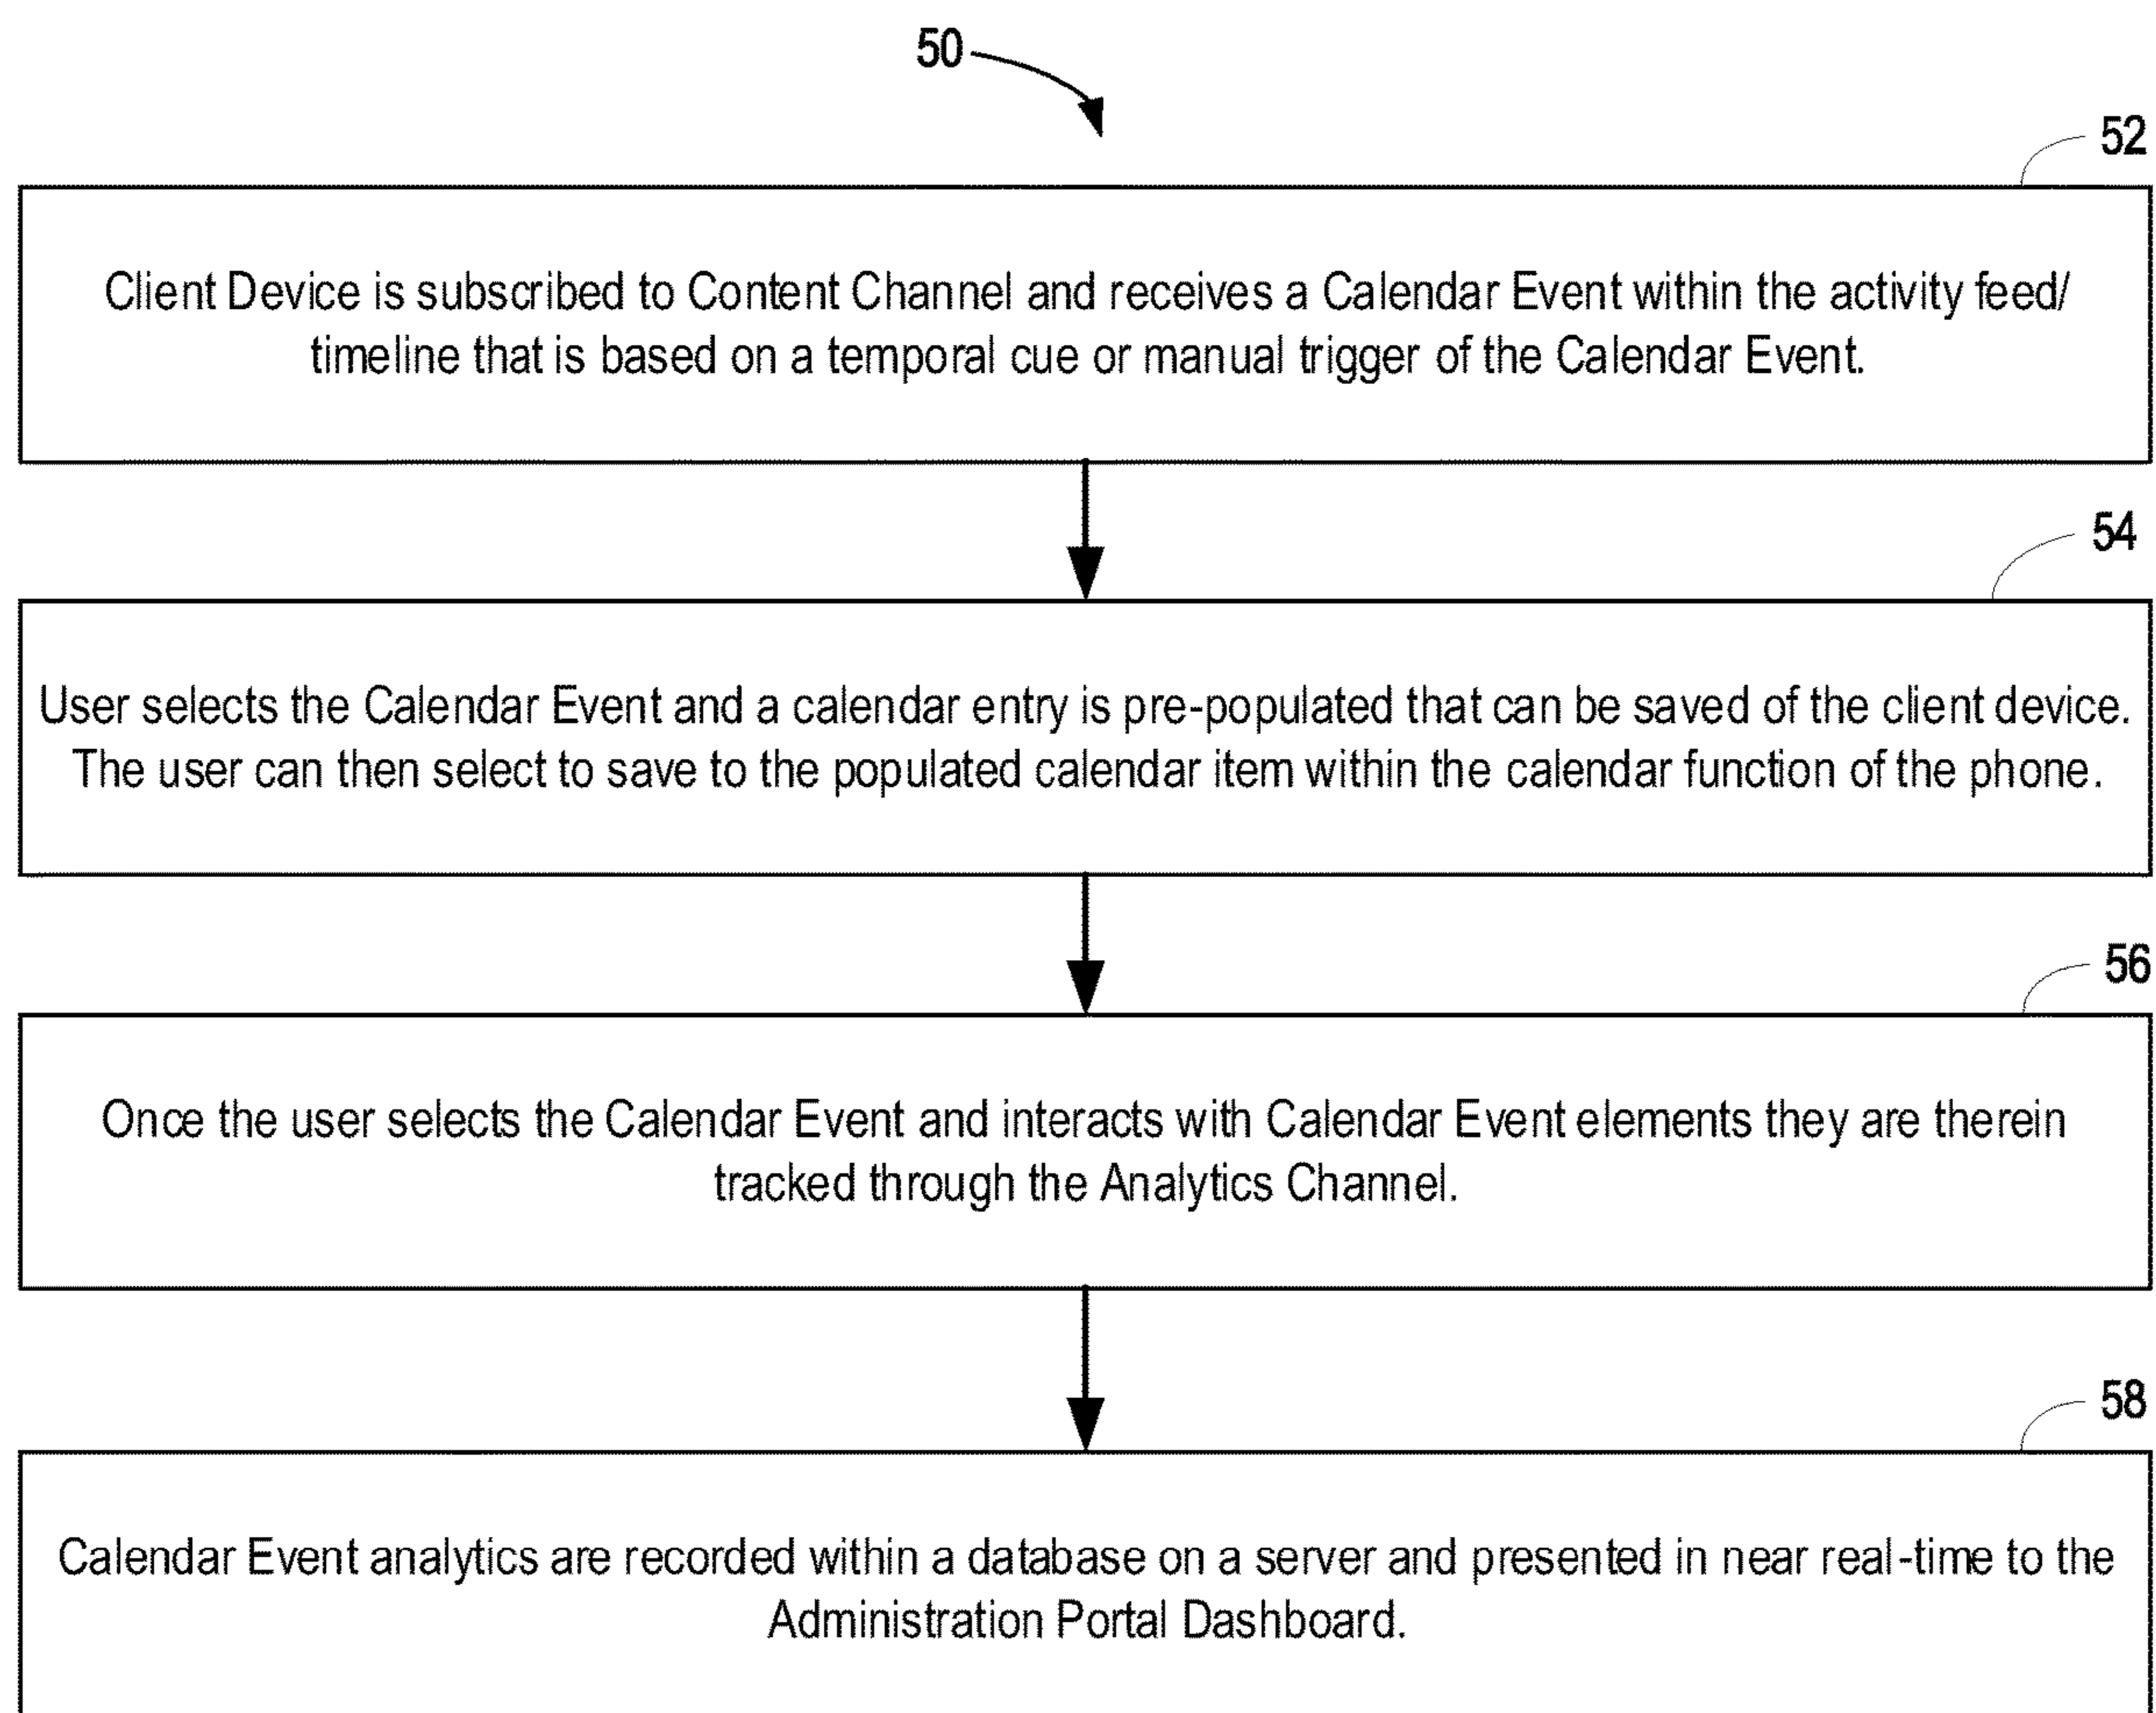 50
52
Client Device is subscribed to Content Channel and receives a Calendar Event within the activity feed/
timeline that is based on a temporal cue or manual trigger of the Calendar Event.
54
User selects the Calendar Event and a calendar entry is pre-populated that can be saved of the client device.
The user can then select to save to the populated calendar item within the calendar function of the phone.
56
Once the user selects the Calendar Event and interacts with Calendar Event elements they are therein
tracked through the Analytics Channel.
58
Calendar Event analytics are recorded within a database on a server and presented in near real-time to the
Administration Portal Dashboard.